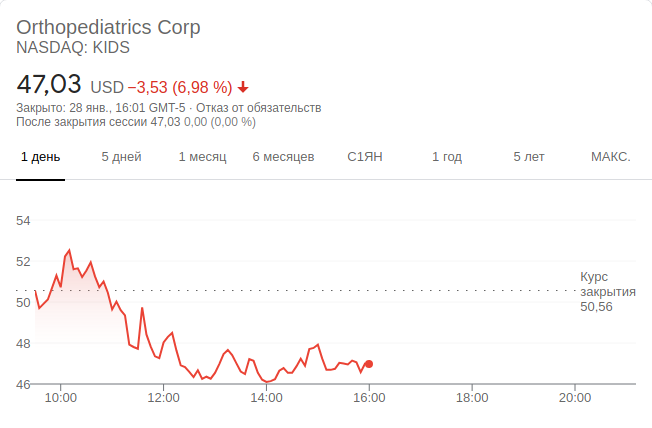 Orthopediatrics Corp
NASDAQ: KIDS
47,03 USD −3,53 (6,98 %)
Закрыто: 28 янв., 16:01 GMT-5 · Отказ от обязательств
После закрытия сессии 47,03 0,00 (0,00 %)
1 день 5 дней 1 месяц 6 месяцев С1ЯН 1 год 5 лет МАКС.
54
52
50
48
46
Курс
закрытия
50,56
10:00 12:00 14:00 16:00 18:00 20:00